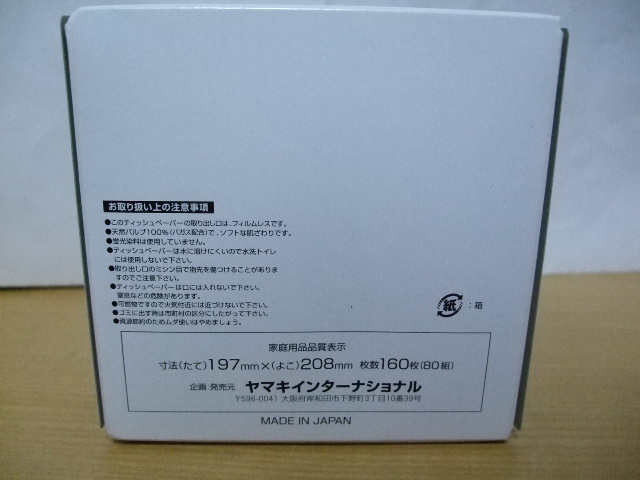 お取り扱い上の注意事項
●このティッシュペーパーの取り出し口は、フィルムレスです。
●天然パルプ100%(バガス配合)で、ソフトな肌ざわりです。
●蛍光染料は使用していません。
●ティッシュペーパーは水に溶けにくいので水洗トイレ
には使用しないで下さい。
●取り出し口のミシン目で指先を傷つけることがありま
すのでご注意下さい。
●ティッシュペーパーは口には入れないで下さい。
窒息などの危険があります。
●可燃物ですので火気付近には近づけないで下さい。
●ゴミに出す時は市町村の区分にしたがって下さい。
●資源節約のためムダ使いはやめましょう。
紙:箱
家庭用品品質表示
寸法(たて)197mm×(よこ)208mm 枚数160枚(80組)
企画・発売元 ヤマキインターナショナル
〒596-0041 大阪府岸和田市下野町3丁目10番39号
MADE IN JAPAN